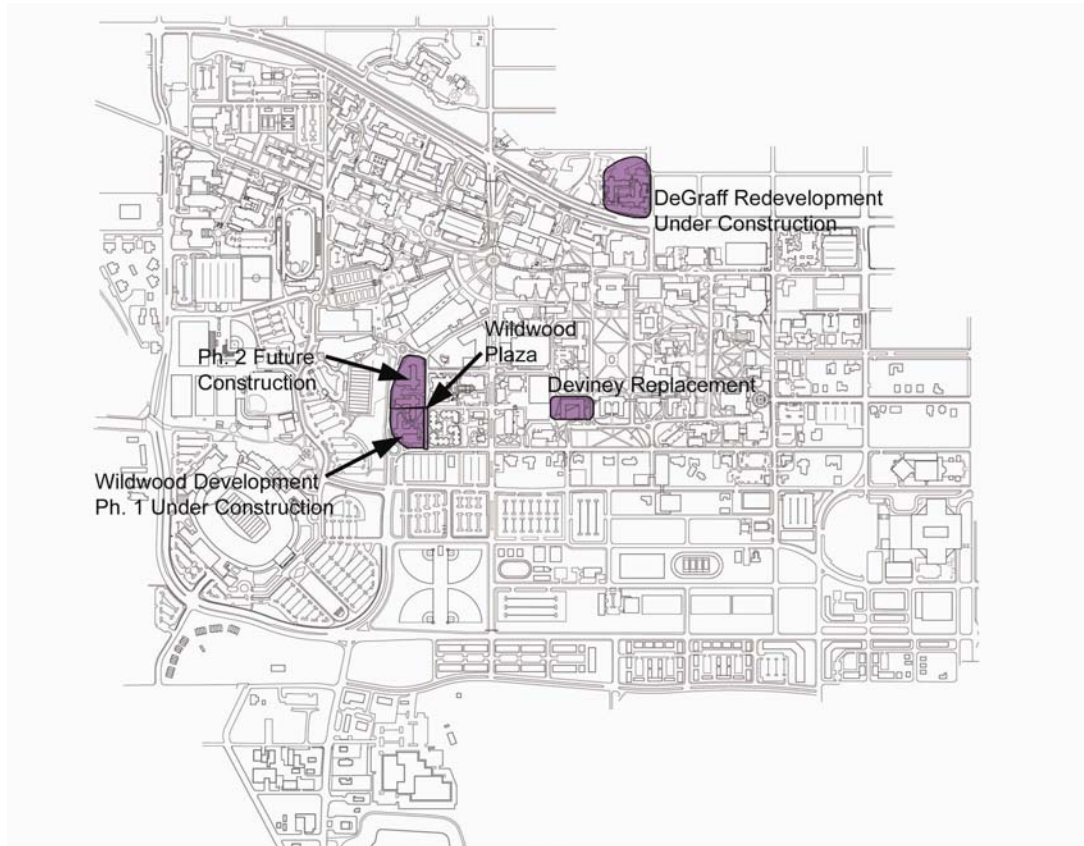 DeGraff Redevelopment
Under Construction
Wildwood
Plaza
Ph. 2 Future
Construction
Deviney Replacement
Wildwood Development
Ph. 1 Under Construction